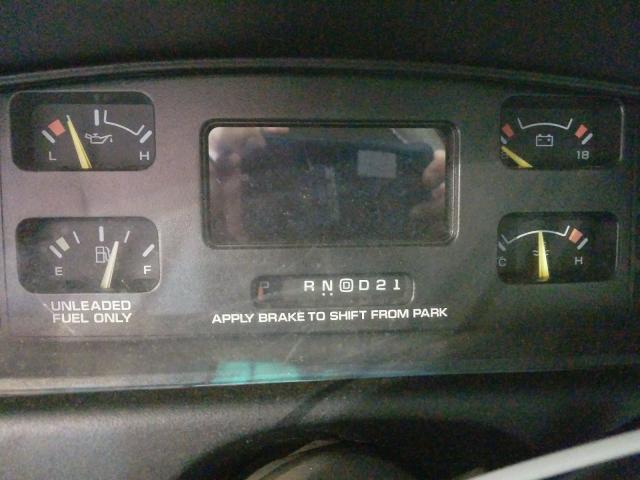 L H
18
E F
C H
UNLEADED
FUEL ONLY
P R N D D 2 1
APPLY BRAKE TO SHIFT FROM PARK